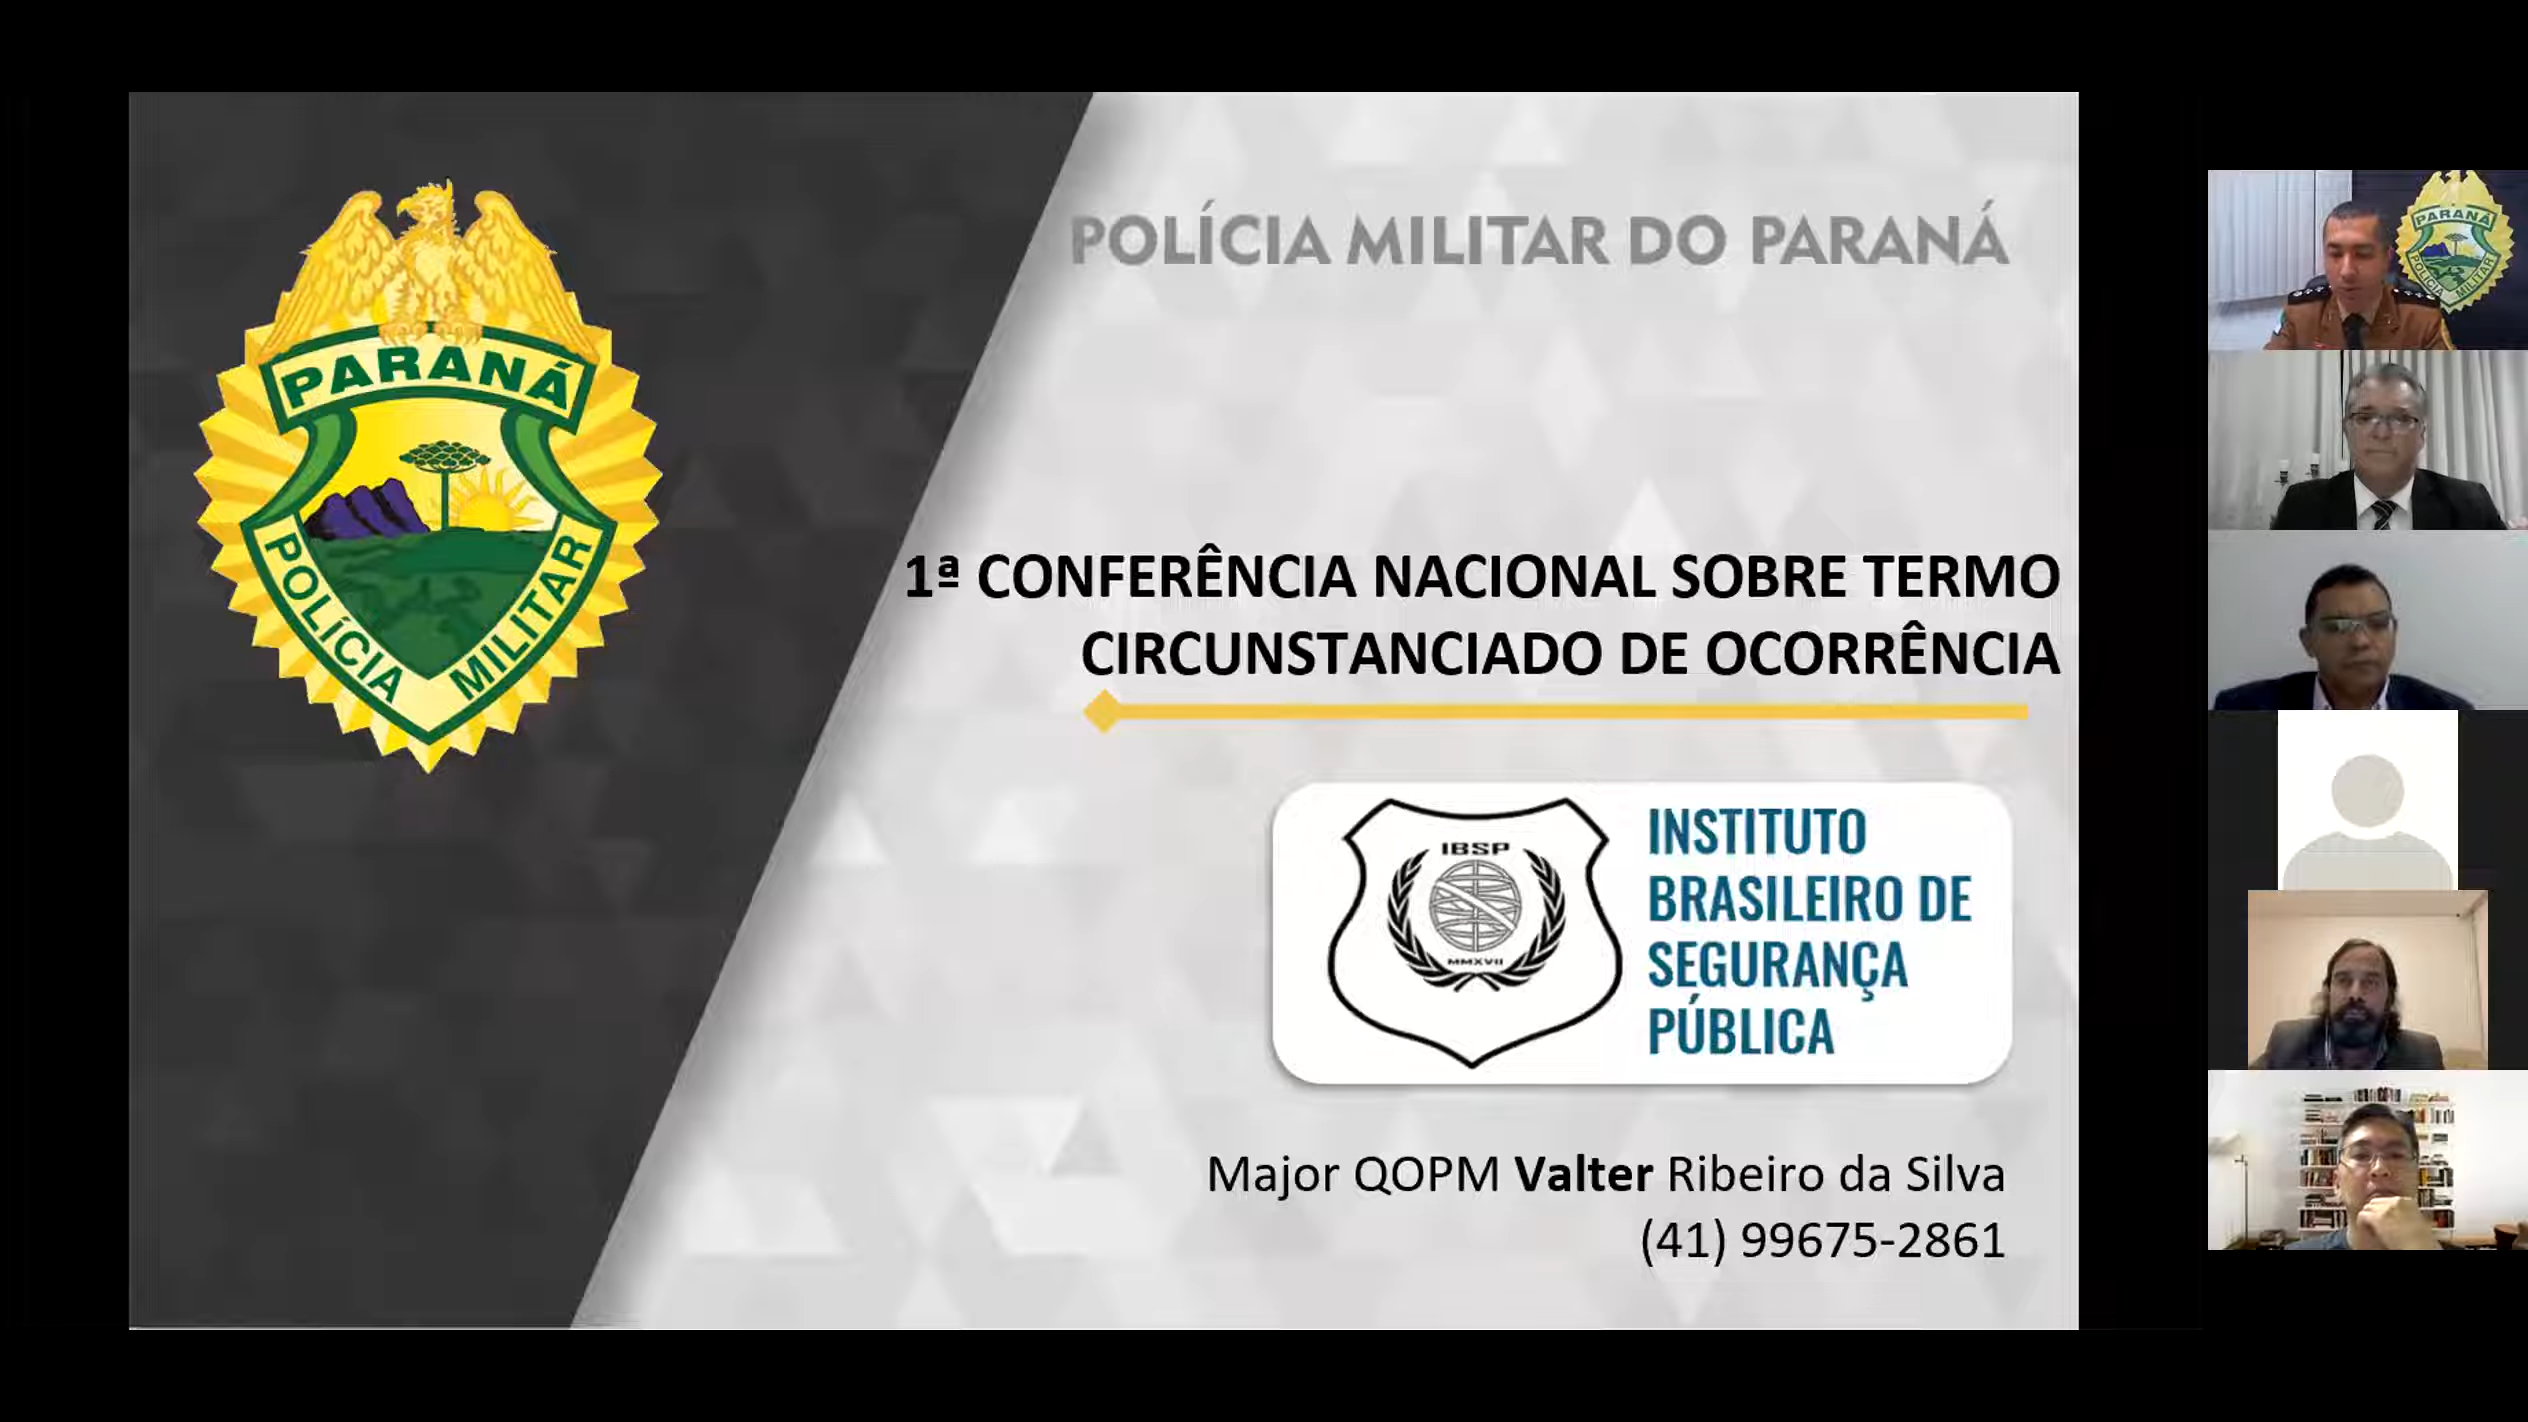 PARANÁ
POLÍCIA MILITAR
POLÍCIA MILITAR DO PARANÁ
1ª CONFERÊNCIA NACIONAL SOBRE TERMO
CIRCUNSTANCIADO DE OCORRÊNCIA
IBSP
MMXVII
INSTITUTO
BRASILEIRO DE
SEGURANÇA
PÚBLICA
Major QOPM Valter Ribeiro da Silva
(41) 99675-2861
PARANÁ
POLÍCIA MILITAR